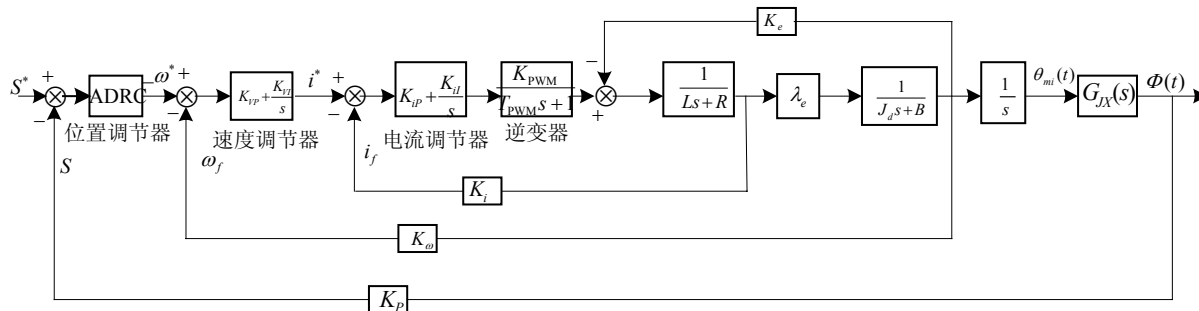 K_e
S* + − ADRC − ω* + − K_VP + K_VI/s i* + − K_iP + K_iI/s K_PWM/(T_PWM s+1) − + 1/(Ls+R) λ_e 1/(J_d s+B) 1/s θ_mi(t) G_JX(s) Φ(t)
位置调节器 速度调节器 电流调节器 逆变器
S ω_f i_f
K_i
K_ω
K_P